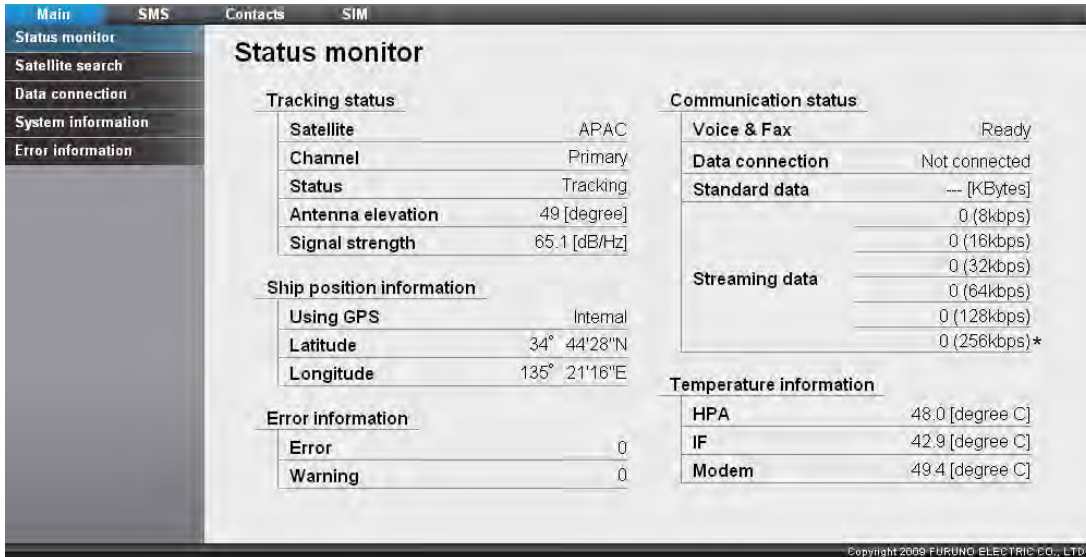 Main SMS Contacts SIM
Status monitor
Satellite search
Data connection
System information
Error information
Status monitor
Tracking status
Satellite APAC
Channel Primary
Status Tracking
Antenna elevation 49 [degree]
Signal strength 65.1 [dB/Hz]
Ship position information
Using GPS Internal
Latitude 34° 44'28"N
Longitude 135° 21'16"E
Error information
Error 0
Warning 0
Communication status
Voice & Fax Ready
Data connection Not connected
Standard data --- [KBytes]
Streaming data
0 (8kbps)
0 (16kbps)
0 (32kbps)
0 (64kbps)
0 (128kbps)
0 (256kbps)*
Temperature information
HPA 48.0 [degree C]
IF 42.9 [degree C]
Modem 49.4 [degree C]
Copyright 2009 FURUNO ELECTRIC CO., LTD